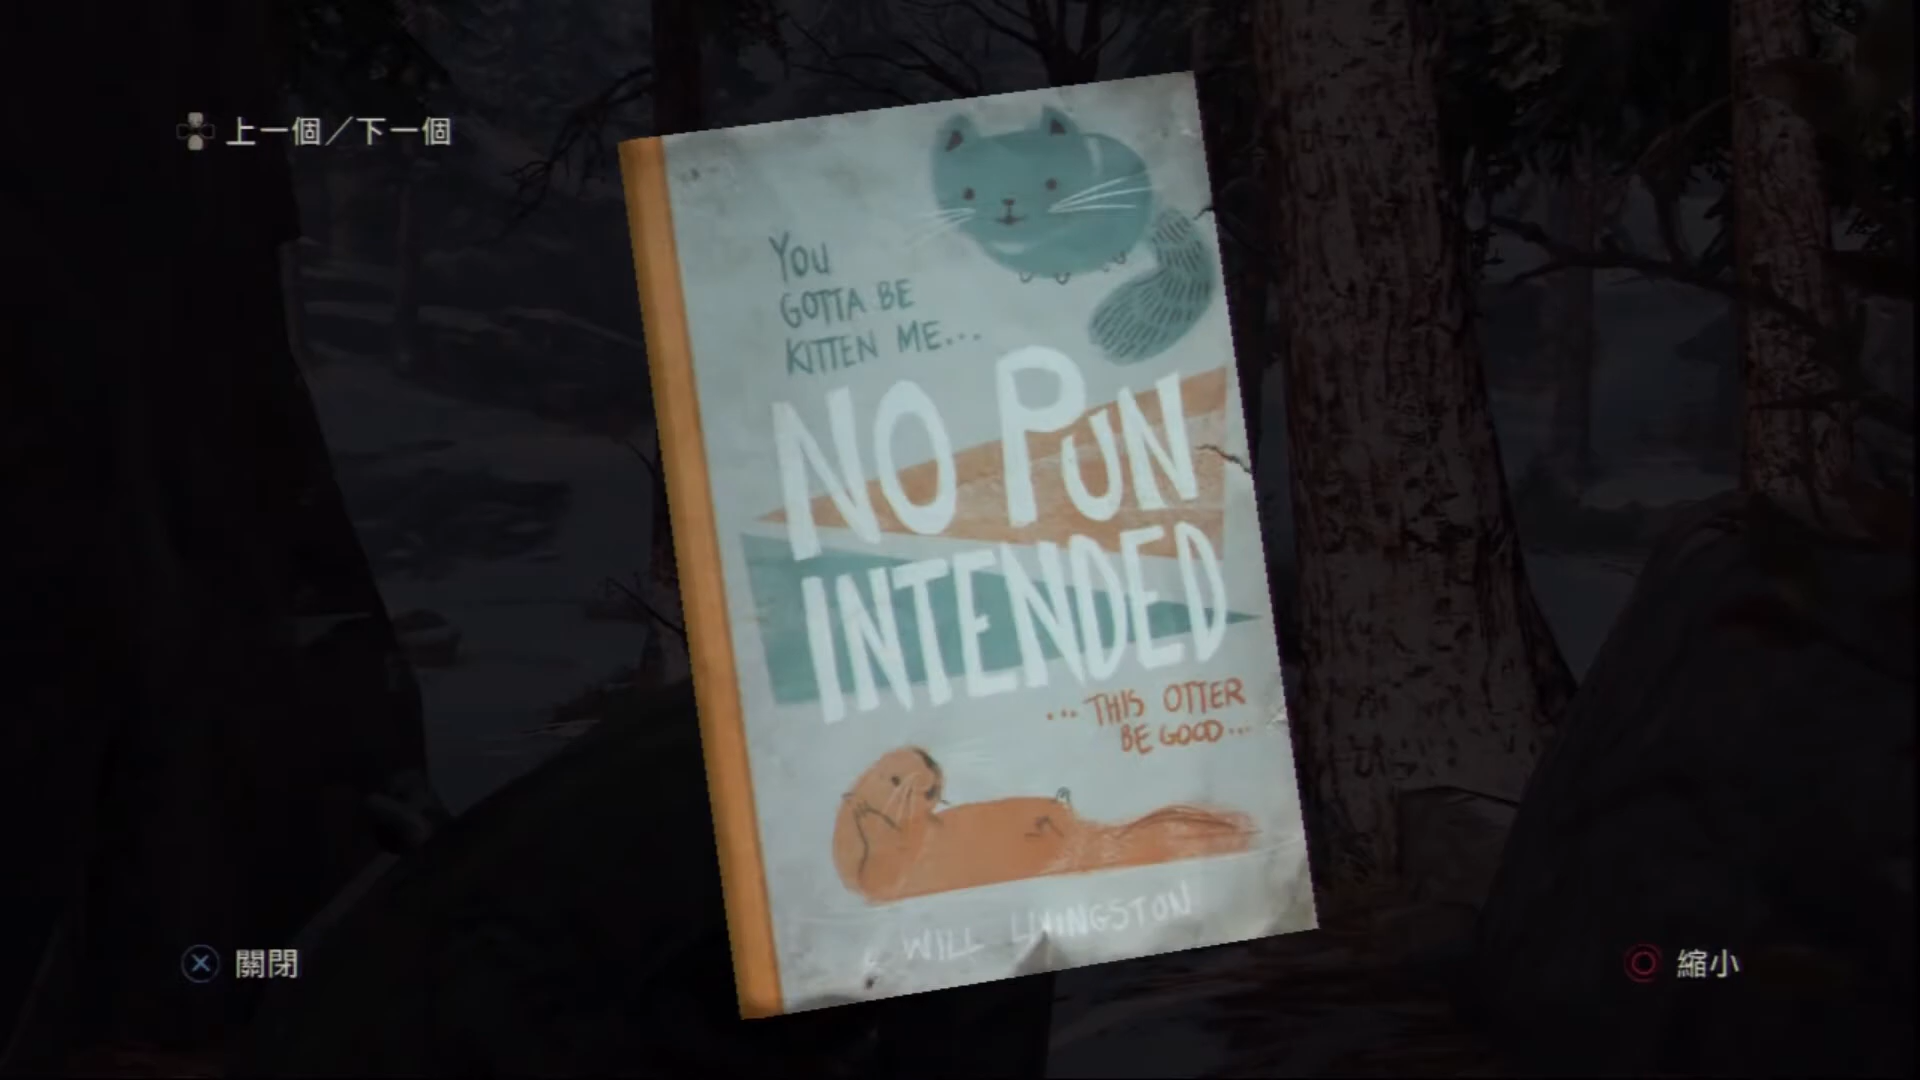 上一個／下一個
YOU
GOTTA BE
KITTEN ME...
NO PUN
INTENDED
...THIS OTTER
BE GOOD...
WILL LIVINGSTON
關閉
縮小